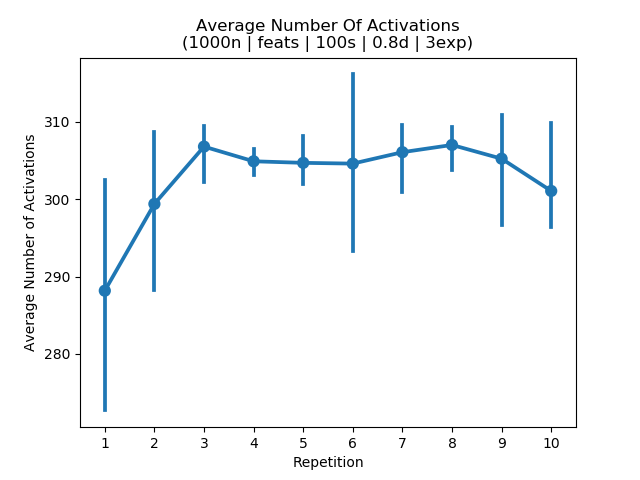 Average Number Of Activations
(1000n | feats | 100s | 0.8d | 3exp)
Average Number of Activations
310
300
290
280
1 2 3 4 5 6 7 8 9 10
Repetition